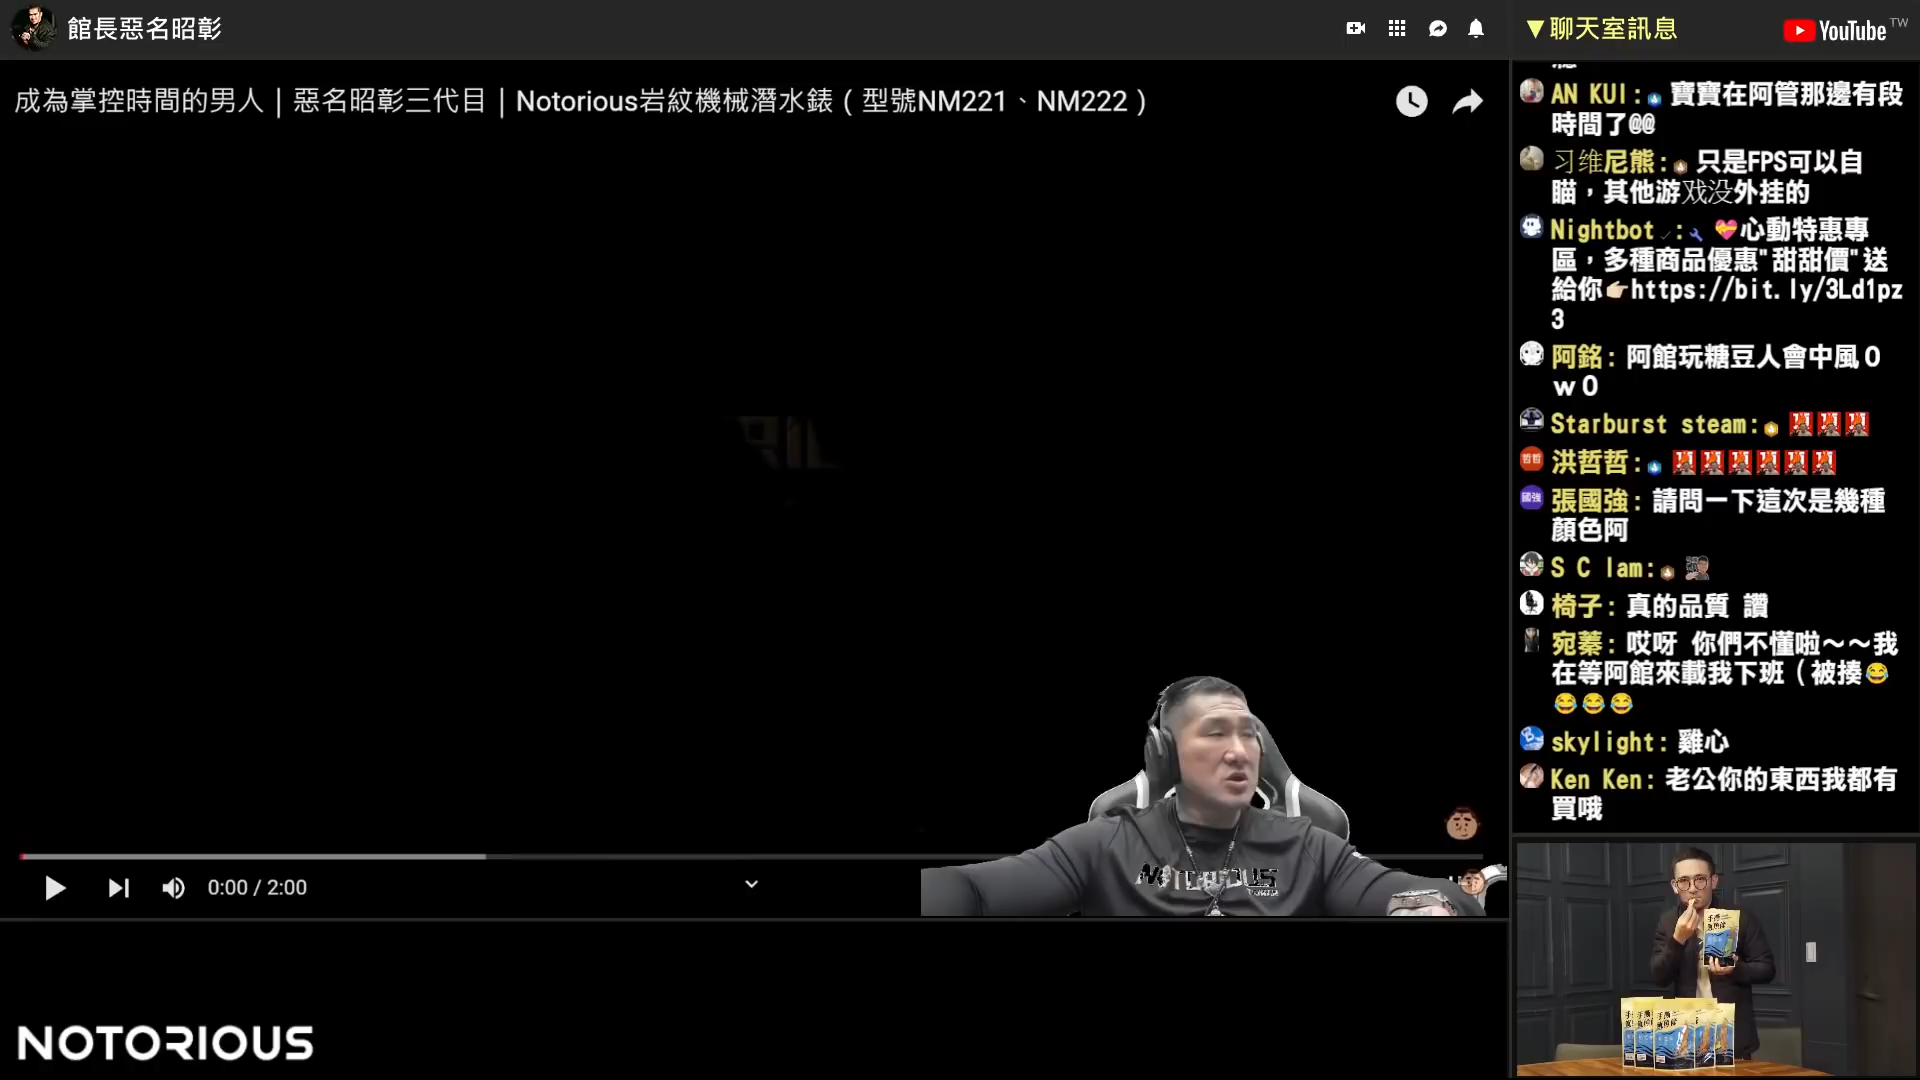 館長惡名昭彰
成為掌控時間的男人｜惡名昭彰三代目｜Notorious岩紋機械潛水錶（型號NM221、NM222）
0:00 / 2:00
NOTORIOUS
NOTORIOUS
▼聊天室訊息
YouTube TW
AN KUI: 寶寶在阿管那邊有段
時間了@@
习维尼熊: 只是FPS可以自
瞄，其他游戏没外挂的
Nightbot✓: 💝心動特惠專
區，多種商品優惠"甜甜價"送
給你👉🏻https://bit.ly/3Ld1pz
3
阿銘: 阿館玩糖豆人會中風０
ｗ０
Starburst steam:
哲哲 洪哲哲:
國強 張國強: 請問一下這次是幾種
顏色阿
S C lam:
椅子: 真的品質 讚
宛蓁: 哎呀 你們不懂啦～～我
在等阿館來載我下班（被揍😂
😂😂😂
skylight: 雞心
Ken Ken: 老公你的東西我都有
買哦